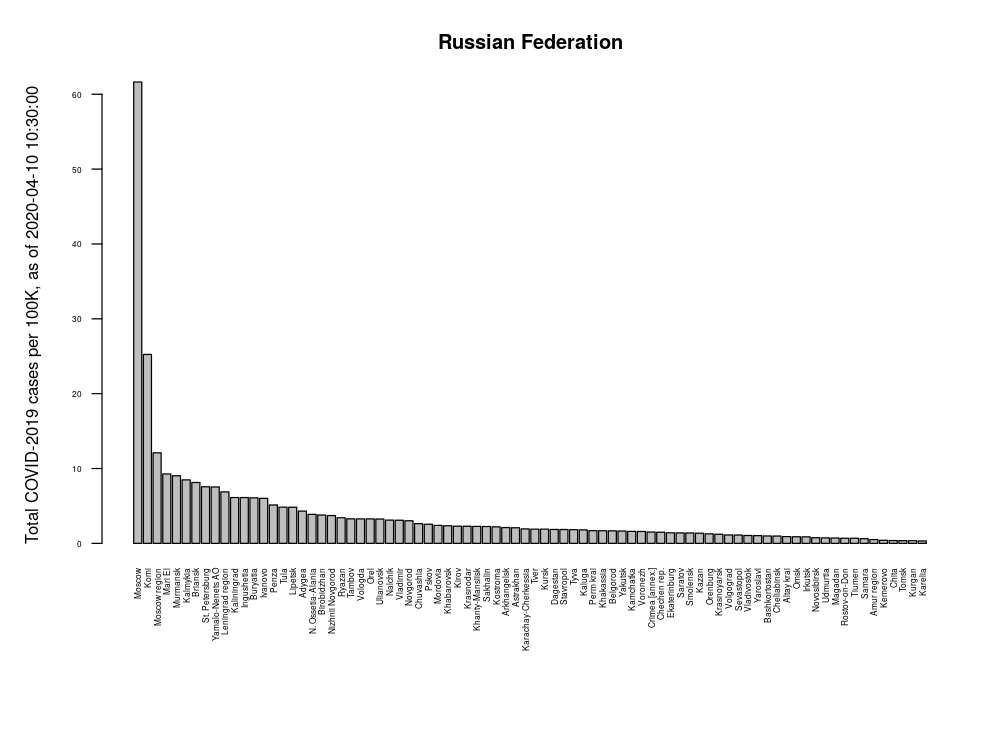 Russian Federation
Total COVID-2019 cases per 100K, as of 2020-04-10 10:30:00
60
50
40
30
20
10
0
Moscow
Komi
Moscow region
Mari El
Murmansk
Kalmykia
Briansk
St. Petersburg
Yamalo-Nenets AO
Leningrad region
Kaliningrad
Ingushetia
Buryatia
Ivanovo
Penza
Tula
Lipetsk
Adygea
N. Ossetia-Alania
Birobidzhan
Nizhni Novgorod
Ryazan
Tambov
Vologda
Orel
Ulianovsk
Nalchik
Vladimir
Novgorod
Chuvashia
Pskov
Mordovia
Khabarovsk
Kirov
Krasnodar
Khanty-Mansiisk
Sakhalin
Kostroma
Arkhangelsk
Astrakhan
Karachay-Cherkessia
Tver
Kursk
Dagestan
Stavropol
Tyva
Kaluga
Perm kral
Khakassia
Belgorod
Yakutsk
Kamchatka
Voronezh
Crimea [annex.]
Chechen rep.
Ekaterinburg
Saratov
Smolensk
Kazan
Orenburg
Krasnoyarsk
Volgograd
Sevastopol
Vladivostok
Yaroslavl
Bashkortostan
Cheliabinsk
Altay kral
Omsk
Irkutsk
Novosibirsk
Udmurtia
Magadan
Rostov-on-Don
Tiumen
Samara
Amur region
Kemerovo
Chita
Tomsk
Kurgan
Karelia